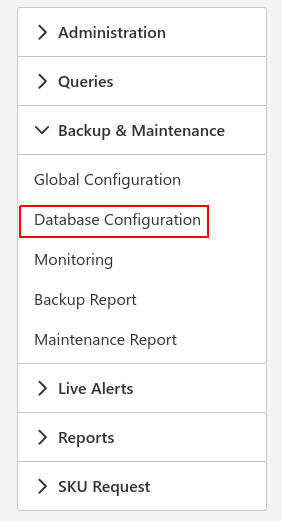 Administration
Queries
Backup & Maintenance
Global Configuration
Database Configuration
Monitoring
Backup Report
Maintenance Report
Live Alerts
Reports
SKU Request